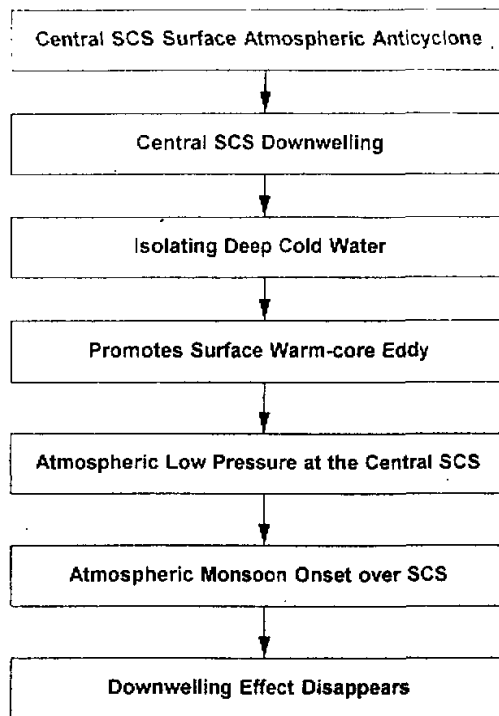 Central SCS Surface Atmospheric Anticyclone
Central SCS Downwelling
Isolating Deep Cold Water
Promotes Surface Warm-core Eddy
Atmospheric Low Pressure at the Central SCS
Atmospheric Monsoon Onset over SCS
Downwelling Effect Disappears